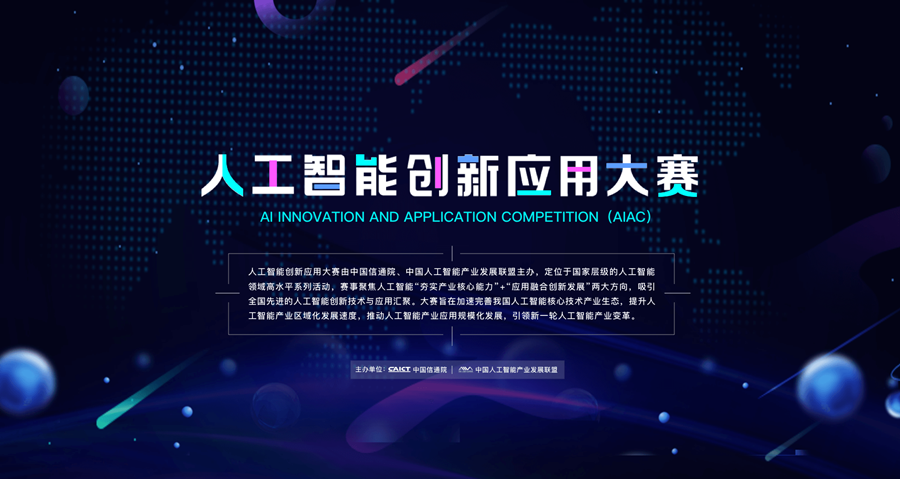 人工智能创新应用大赛
AI INNOVATION AND APPLICATION COMPETITION（AIAC）
人工智能创新应用大赛由中国信通院、中国人工智能产业发展联盟主办，定位于国家层级的人工智能
领域高水平系列活动，赛事聚焦人工智能“夯实产业核心能力”+“应用融合创新发展”两大方向，吸引
全国先进的人工智能创新技术与应用汇聚。大赛旨在加速完善我国人工智能核心技术产业生态，提升人
工智能产业区域化发展速度，推动人工智能产业应用规模化发展，引领新一轮人工智能产业变革。
主办单位：CAICT 中国信通院 | 中国人工智能产业发展联盟